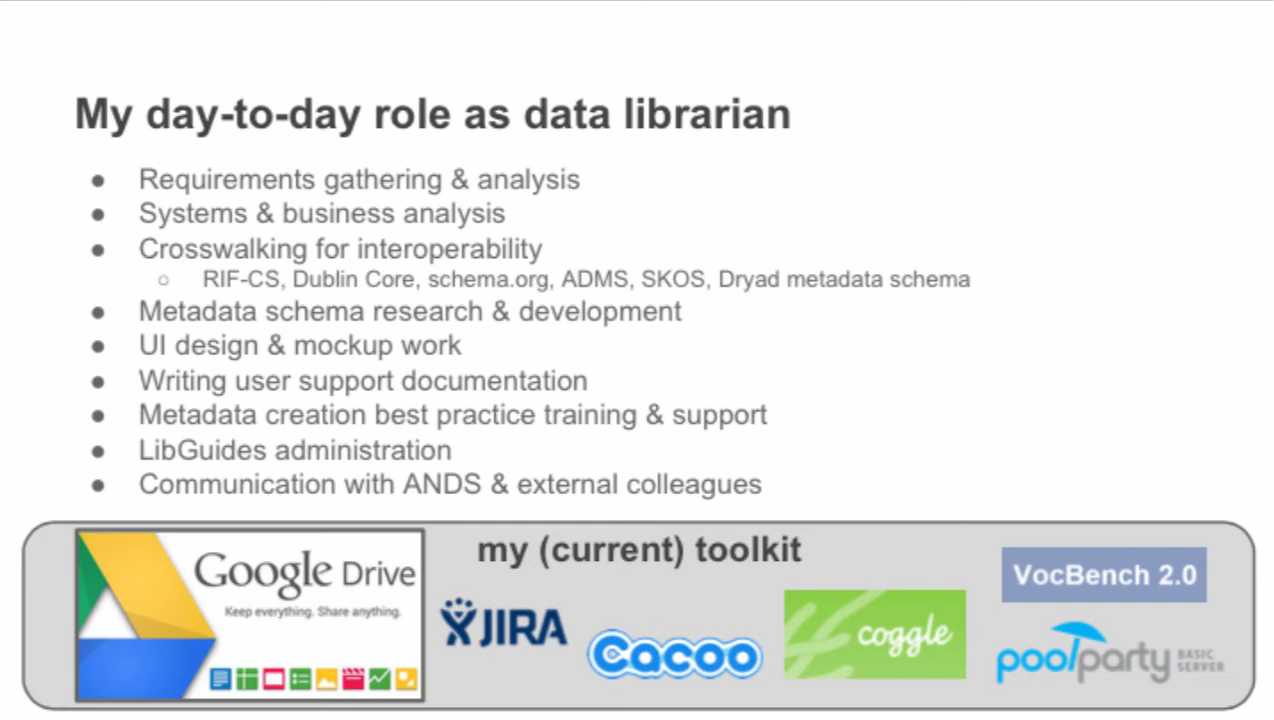 My day-to-day role as data librarian
● Requirements gathering & analysis
● Systems & business analysis
● Crosswalking for interoperability
○ RIF-CS, Dublin Core, schema.org, ADMS, SKOS, Dryad metadata schema
● Metadata schema research & development
● UI design & mockup work
● Writing user support documentation
● Metadada creation best practice training & support
● LibGuides administration
● Communication with ANDS & external colleagues
my (current) toolkit
Google Drive
Keep everything. Share anything.
JIRA
Cacoo
coggle
VocBench 2.0
poolparty BASIC SERVER